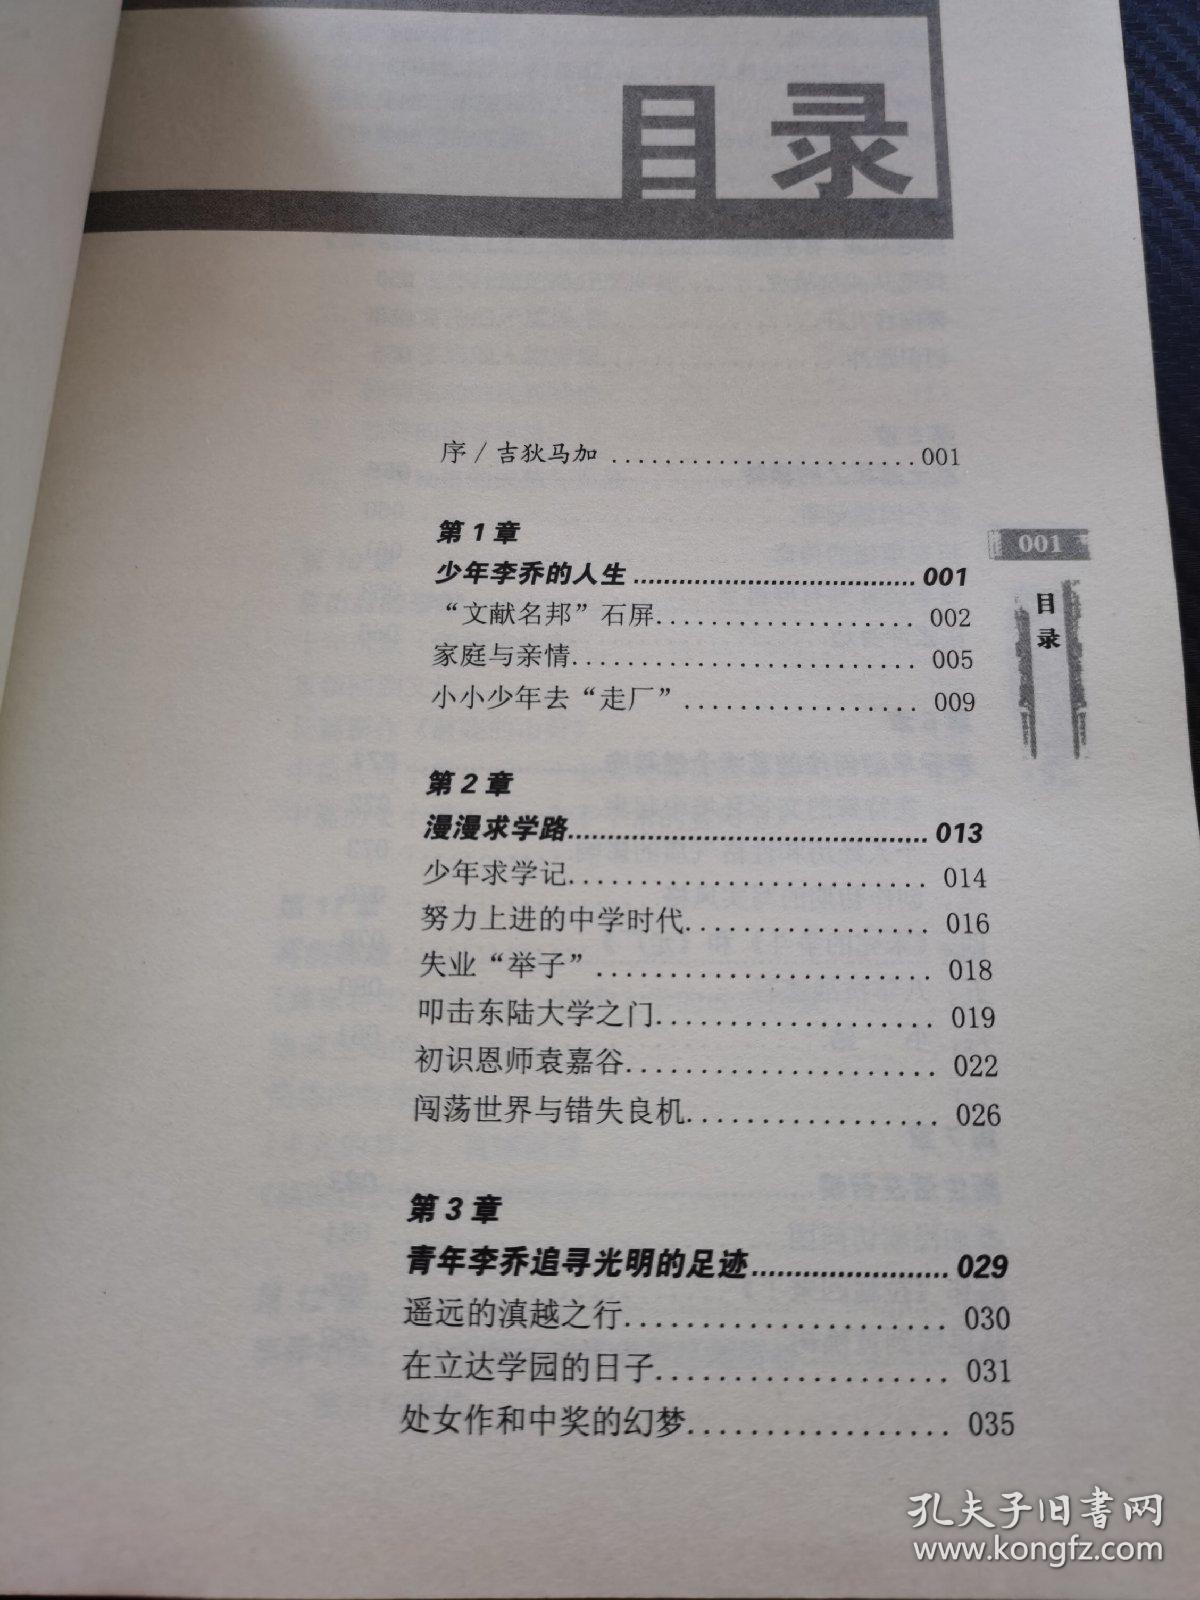 目录
序 / 吉狄马加 .......................001
第1章
少年李乔的人生......................................001
“文献名邦”石屏.................... 002
家庭与亲情.......................... 005
小小少年去“走厂”.................. 009
001
目录
第2章
漫漫求学路................................................013
少年求学记........................... 014
努力上进的中学时代................... 016
失业“举子”......................... 018
叩击东陆大学之门..................... 019
初识恩师袁嘉谷....................... 022
闯荡世界与错失良机................... 026
第3章
青年李乔追寻光明的足迹.......................029
遥远的滇越之行....................... 030
在立达学园的日子..................... 031
处女作和中奖的幻梦................... 035
孔夫子旧书网
www.kongfz.com